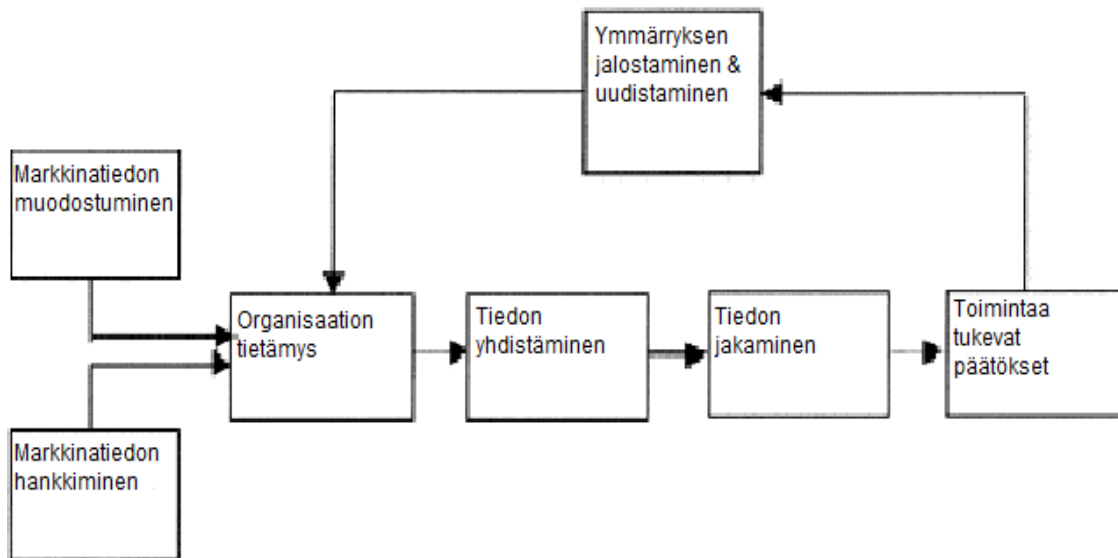 Ymmärryksen
jalostaminen &
uudistaminen
Markkinatiedon
muodostuminen
Organisaation
tietämys
Tiedon
yhdistäminen
Tiedon
jakaminen
Toimintaa
tukevat
päätökset
Markkinatiedon
hankkiminen